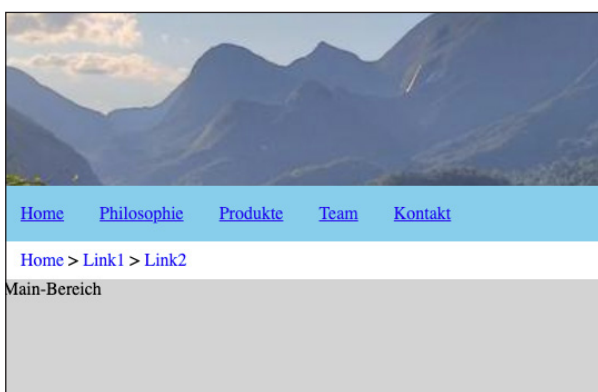 Home Philosophie Produkte Team Kontakt
Home > Link1 > Link2
Main-Bereich